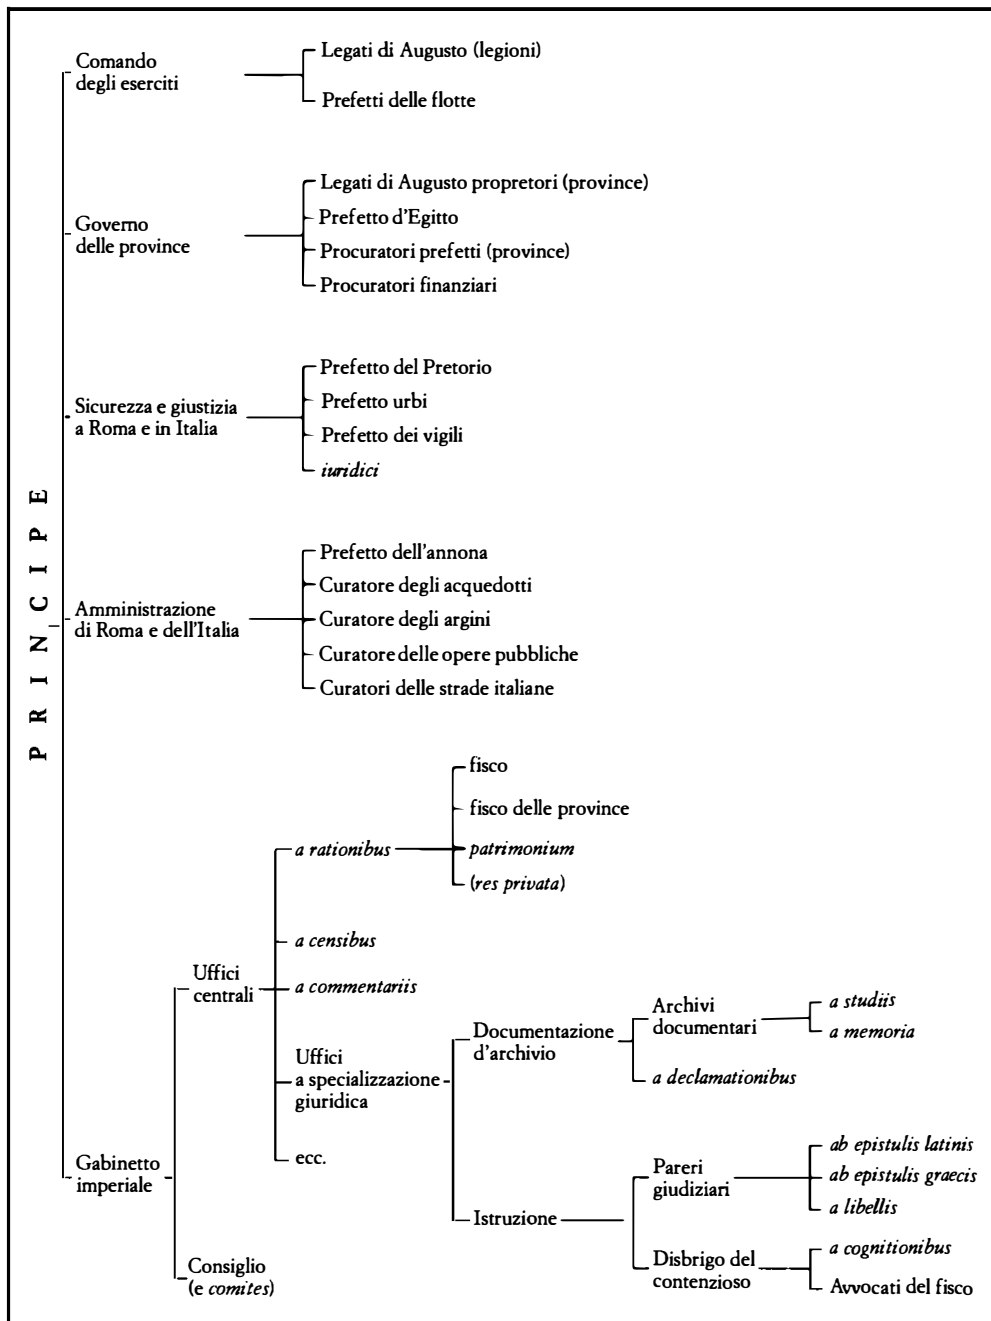 PRINCIPE
Comando
degli eserciti
Legati di Augusto (legioni)
Prefetti delle flotte
Governo
delle province
Legati di Augusto propretori (province)
Prefetto d'Egitto
Procuratori prefetti (province)
Procuratori finanziari
Sicurezza e giustizia
a Roma e in Italia
Prefetto del Pretorio
Prefetto urbi
Prefetto dei vigili
iuridici
Amministrazione
di Roma e dell'Italia
Prefetto dell'annona
Curatore degli acquedotti
Curatore degli argini
Curatore delle opere pubbliche
Curatori delle strade italiane
Gabinetto
imperiale
Uffici
centrali
a rationibus
fisco
fisco delle province
patrimonium
(res privata)
a censibus
a commentariis
Uffici
a specializzazione
giuridica
Documentazione
d'archivio
Archivi
documentari
a studiis
a memoria
a declamationibus
Istruzione
Pareri
giudiziari
ab epistulis latinis
ab epistulis graecis
a libellis
Disbrigo del
contenzioso
a cognitionibus
Avvocati del fisco
ecc.
Consiglio
(e comites)